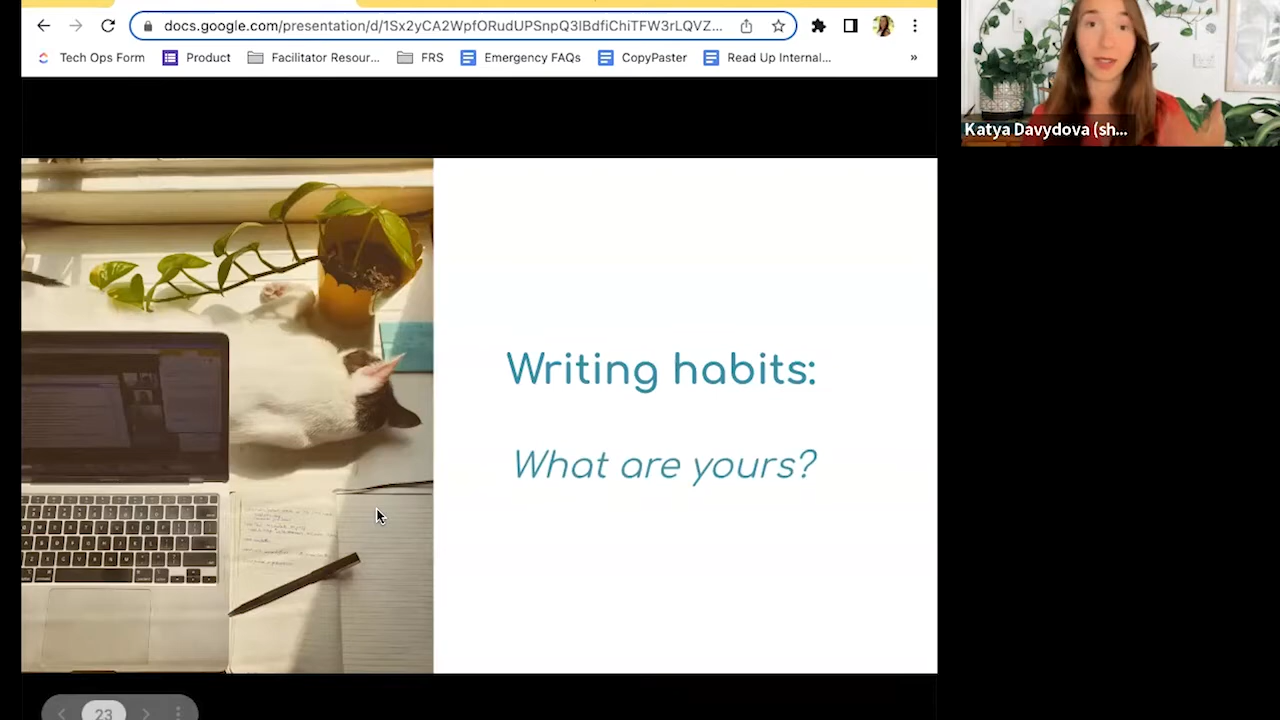 docs.google.com/presentation/d/1Sx2yCA2WpfORudUPSnpQ3lBdfiChiTFW3rLQVZ...
Tech Ops Form Product Facilitator Resour... FRS Emergency FAQs CopyPaster Read Up Internal... »
Katya Davydova (sh...
Writing habits:
What are yours?
23